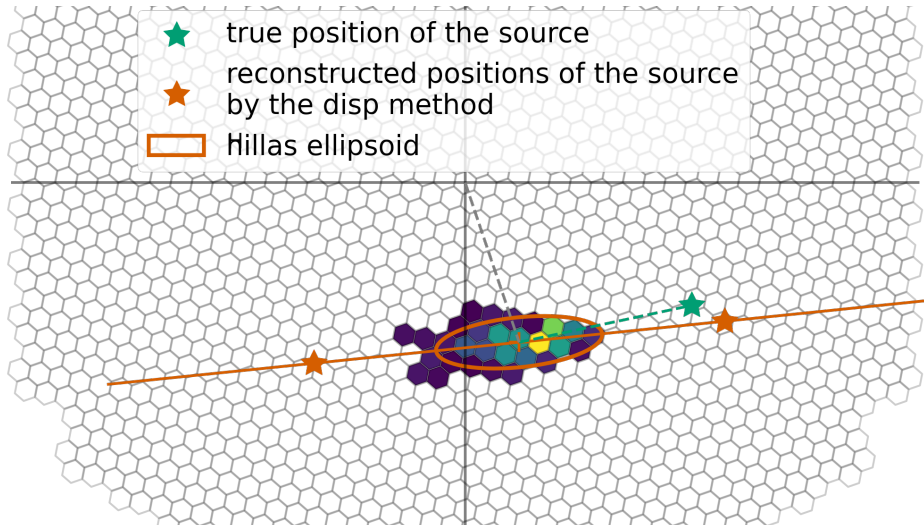 true position of the source
reconstructed positions of the source
by the disp method
Hillas ellipsoid